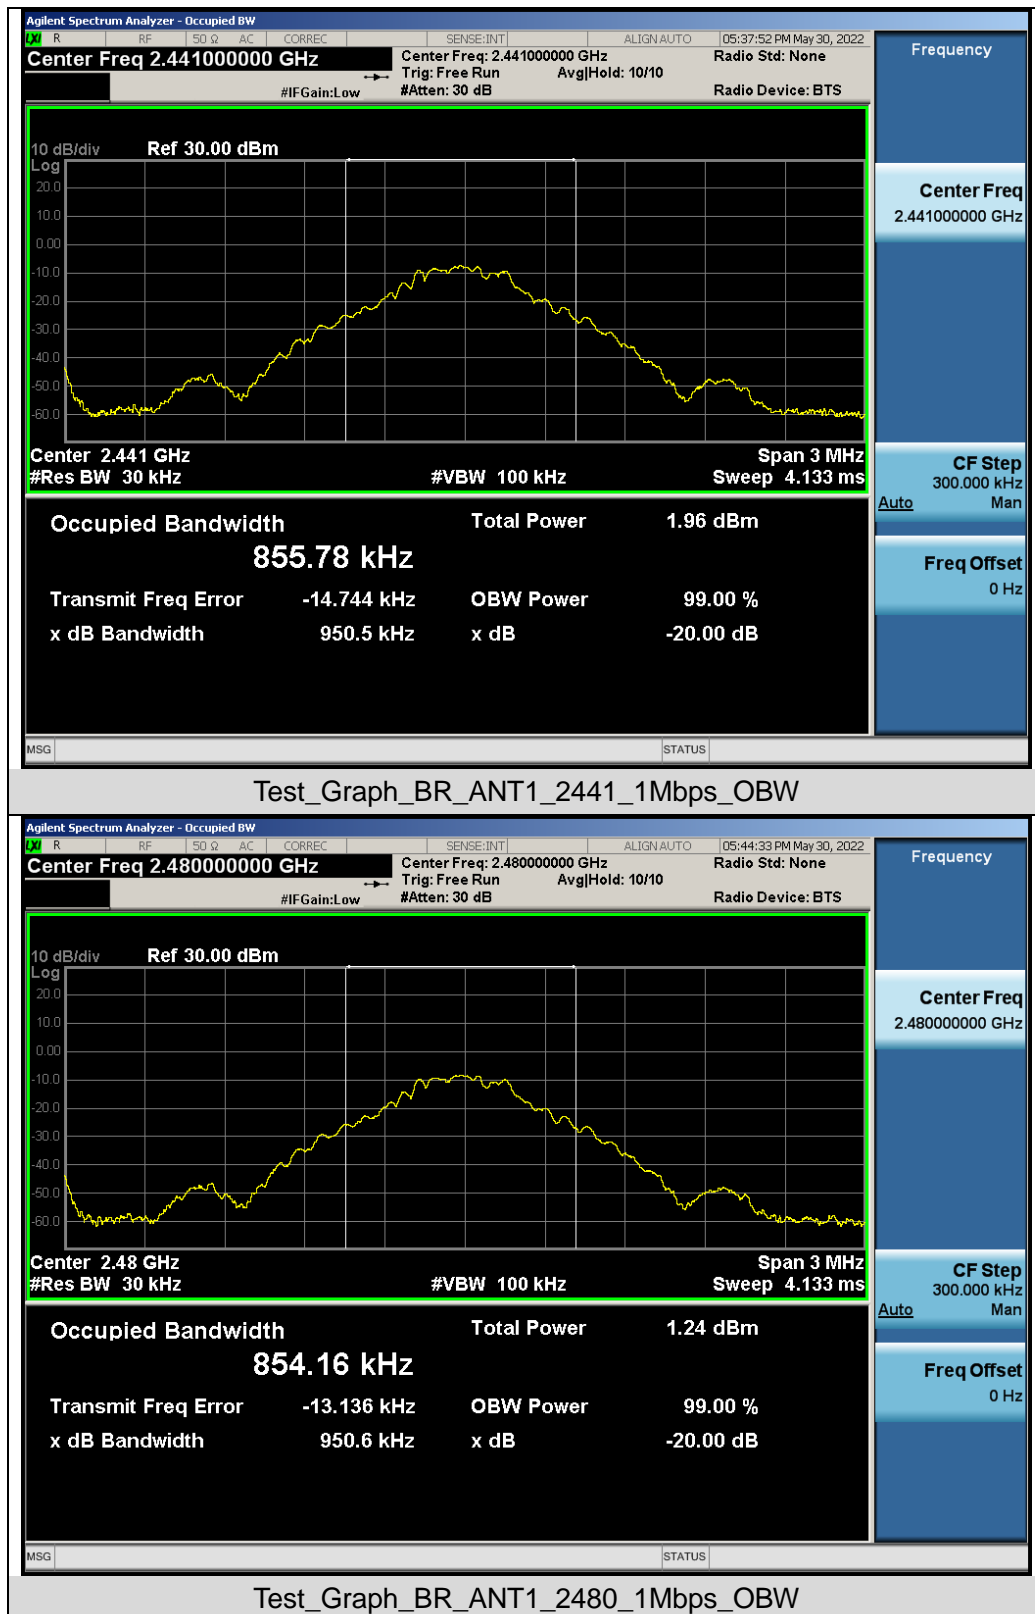 Agilent Spectrum Analyzer - Occupied BW
LXI R RF 50 Ω AC CORREC SENSE:INT ALIGN AUTO 05:37:52 PM May 30, 2022
Center Freq 2.441000000 GHz Center Freq: 2.441000000 GHz Radio Std: None Frequency
Trig: Free Run Avg|Hold: 10/10
#IFGain:Low #Atten: 30 dB Radio Device: BTS
10 dB/div Ref 30.00 dBm
Log
20.0
10.0
0.00
-10.0
-20.0
-30.0
-40.0
-50.0
-60.0
Center Freq
2.441000000 GHz
Center 2.441 GHz Span 3 MHz
#Res BW 30 kHz #VBW 100 kHz Sweep 4.133 ms
CF Step
300.000 kHz
Auto Man
Occupied Bandwidth Total Power 1.96 dBm
855.78 kHz
Transmit Freq Error -14.744 kHz OBW Power 99.00 %
x dB Bandwidth 950.5 kHz x dB -20.00 dB
Freq Offset
0 Hz
MSG STATUS
Test_Graph_BR_ANT1_2441_1Mbps_OBW
Agilent Spectrum Analyzer - Occupied BW
LXI R RF 50 Ω AC CORREC SENSE:INT ALIGN AUTO 05:44:33 PM May 30, 2022
Center Freq 2.480000000 GHz Center Freq: 2.480000000 GHz Radio Std: None Frequency
Trig: Free Run Avg|Hold: 10/10
#IFGain:Low #Atten: 30 dB Radio Device: BTS
10 dB/div Ref 30.00 dBm
Log
20.0
10.0
0.00
-10.0
-20.0
-30.0
-40.0
-50.0
-60.0
Center Freq
2.480000000 GHz
Center 2.48 GHz Span 3 MHz
#Res BW 30 kHz #VBW 100 kHz Sweep 4.133 ms
CF Step
300.000 kHz
Auto Man
Occupied Bandwidth Total Power 1.24 dBm
854.16 kHz
Transmit Freq Error -13.136 kHz OBW Power 99.00 %
x dB Bandwidth 950.6 kHz x dB -20.00 dB
Freq Offset
0 Hz
MSG STATUS
Test_Graph_BR_ANT1_2480_1Mbps_OBW